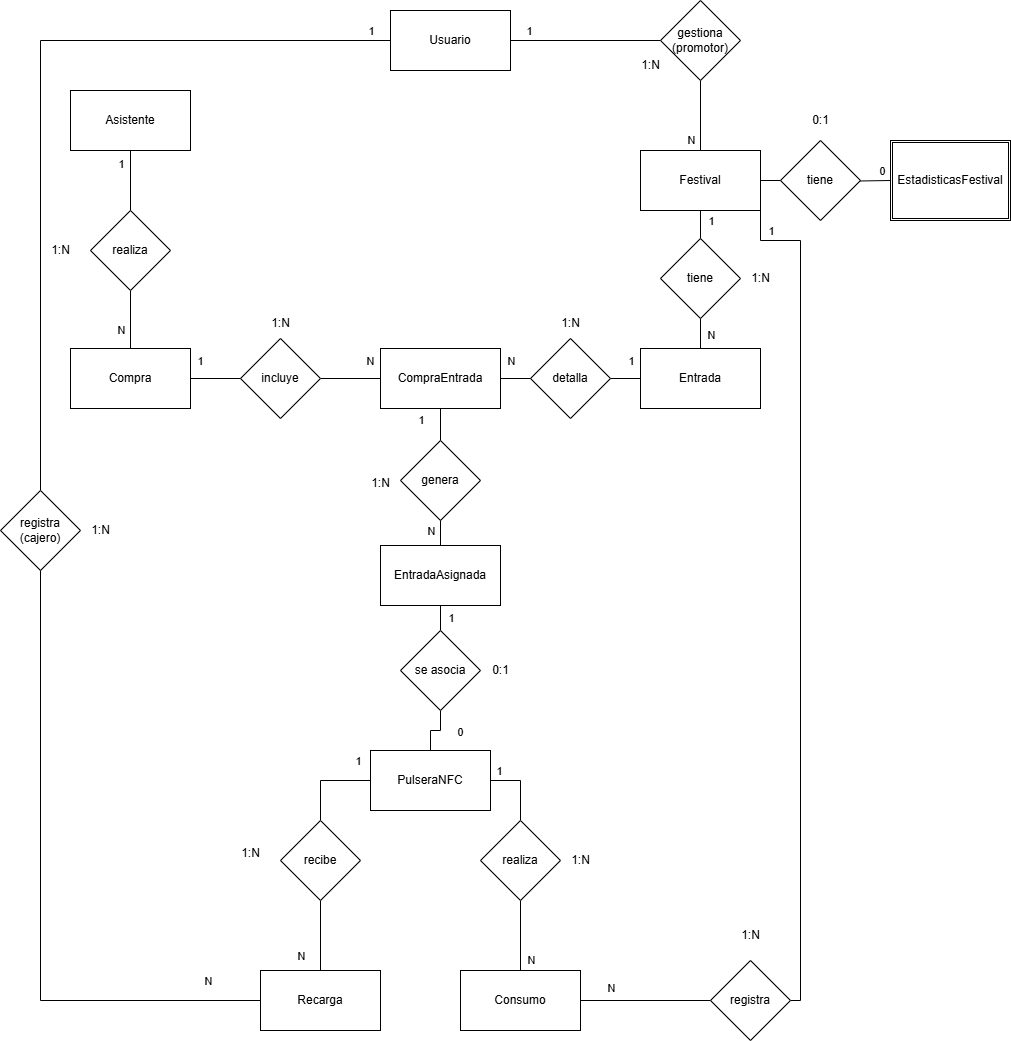 1
Usuario
1
gestiona
(promotor)
1:N
N
Asistente
1
0:1
Festival
tiene
0
EstadisticasFestival
1
1
1:N
realiza
tiene
1:N
N
N
1:N
1:N
1
N
N
1
Compra
incluye
CompraEntrada
detalla
Entrada
1
1:N
genera
N
registra
(cajero)
1:N
EntradaAsignada
1
se asocia
0:1
0
1
PulseraNFC
1
1:N
recibe
realiza
1:N
1:N
N
N
N
N
Recarga
Consumo
registra